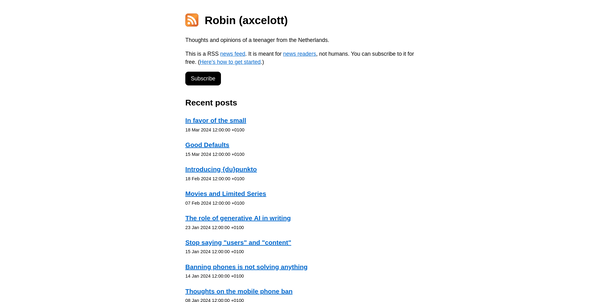 Robin (axcelott)
Thoughts and opinions of a teenager from the Netherlands.
This is a RSS news feed. It is meant for news readers, not humans. You can subscribe to it for
free. (Here's how to get started.)
Subscribe
Recent posts
In favor of the small
18 Mar 2024 12:00:00 +0100
Good Defaults
15 Mar 2024 12:00:00 +0100
Introducing {du}punkto
18 Feb 2024 12:00:00 +0100
Movies and Limited Series
07 Feb 2024 12:00:00 +0100
The role of generative AI in writing
23 Jan 2024 12:00:00 +0100
Stop saying "users" and "content"
15 Jan 2024 12:00:00 +0100
Banning phones is not solving anything
14 Jan 2024 12:00:00 +0100
Thoughts on the mobile phone ban
08 Jan 2024 12:00:00 +0100